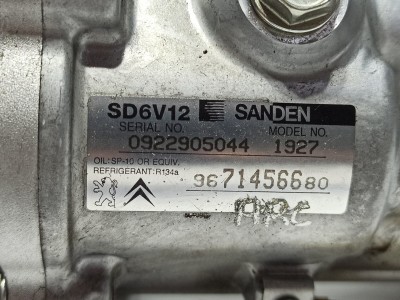 SD6V12 SANDEN
SERIAL NO. MODEL NO.
0922905044 1927
OIL: SP-10 OR EQUIV.
REFRIGERANT: R134a
9671456680